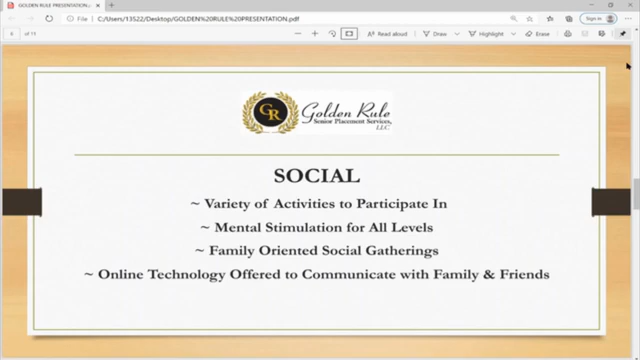 GOLDEN RULE PRESENTATION
File
C:/Users/13522/Desktop/GOLDEN%20RULE%20PRESENTATION.pdf
Sign in
6 of 11
Read aloud
Draw
Highlight
Erase
GR
Golden Rule
Senior Placement Services,
LLC
SOCIAL
~ Variety of Activities to Participate In
~ Mental Stimulation for All Levels
~ Family Oriented Social Gatherings
~ Online Technology Offered to Communicate with Family & Friends